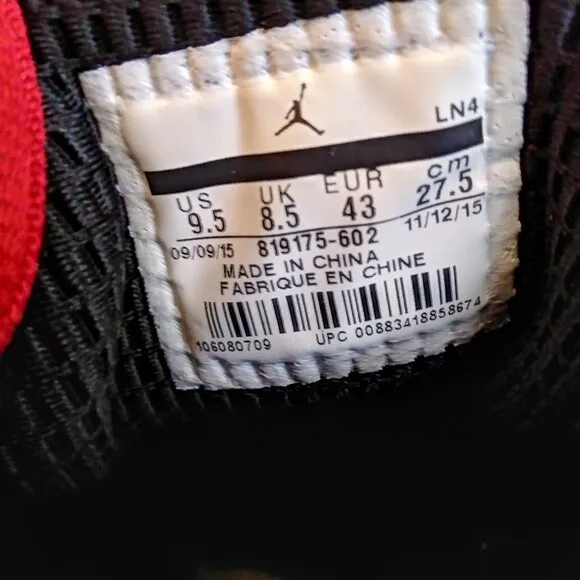 LN4
US UK EUR cm
9.5 8.5 43 27.5
09/09/15 819175-602 11/12/15
MADE IN CHINA
FABRIQUE EN CHINE
106080709 UPC 00883418858674